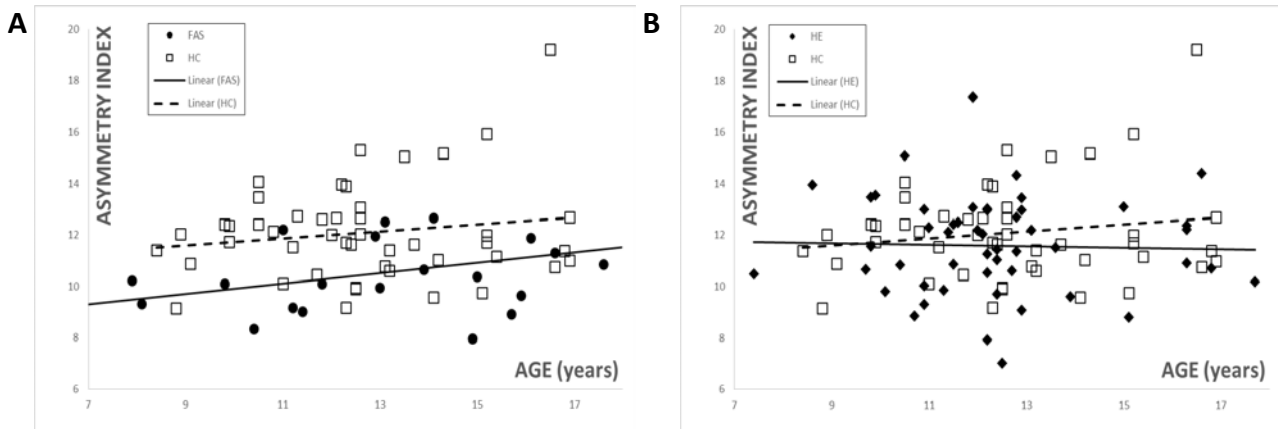 A
ASYMMETRY INDEX
20
18
16
14
12
10
8
6
FAS
HC
Linear (FAS)
Linear (HC)
AGE (years)
7 9 11 13 15 17
B
ASYMMETRY INDEX
20
18
16
14
12
10
8
6
HE
HC
Linear (HE)
Linear (HC)
AGE (years)
7 9 11 13 15 17